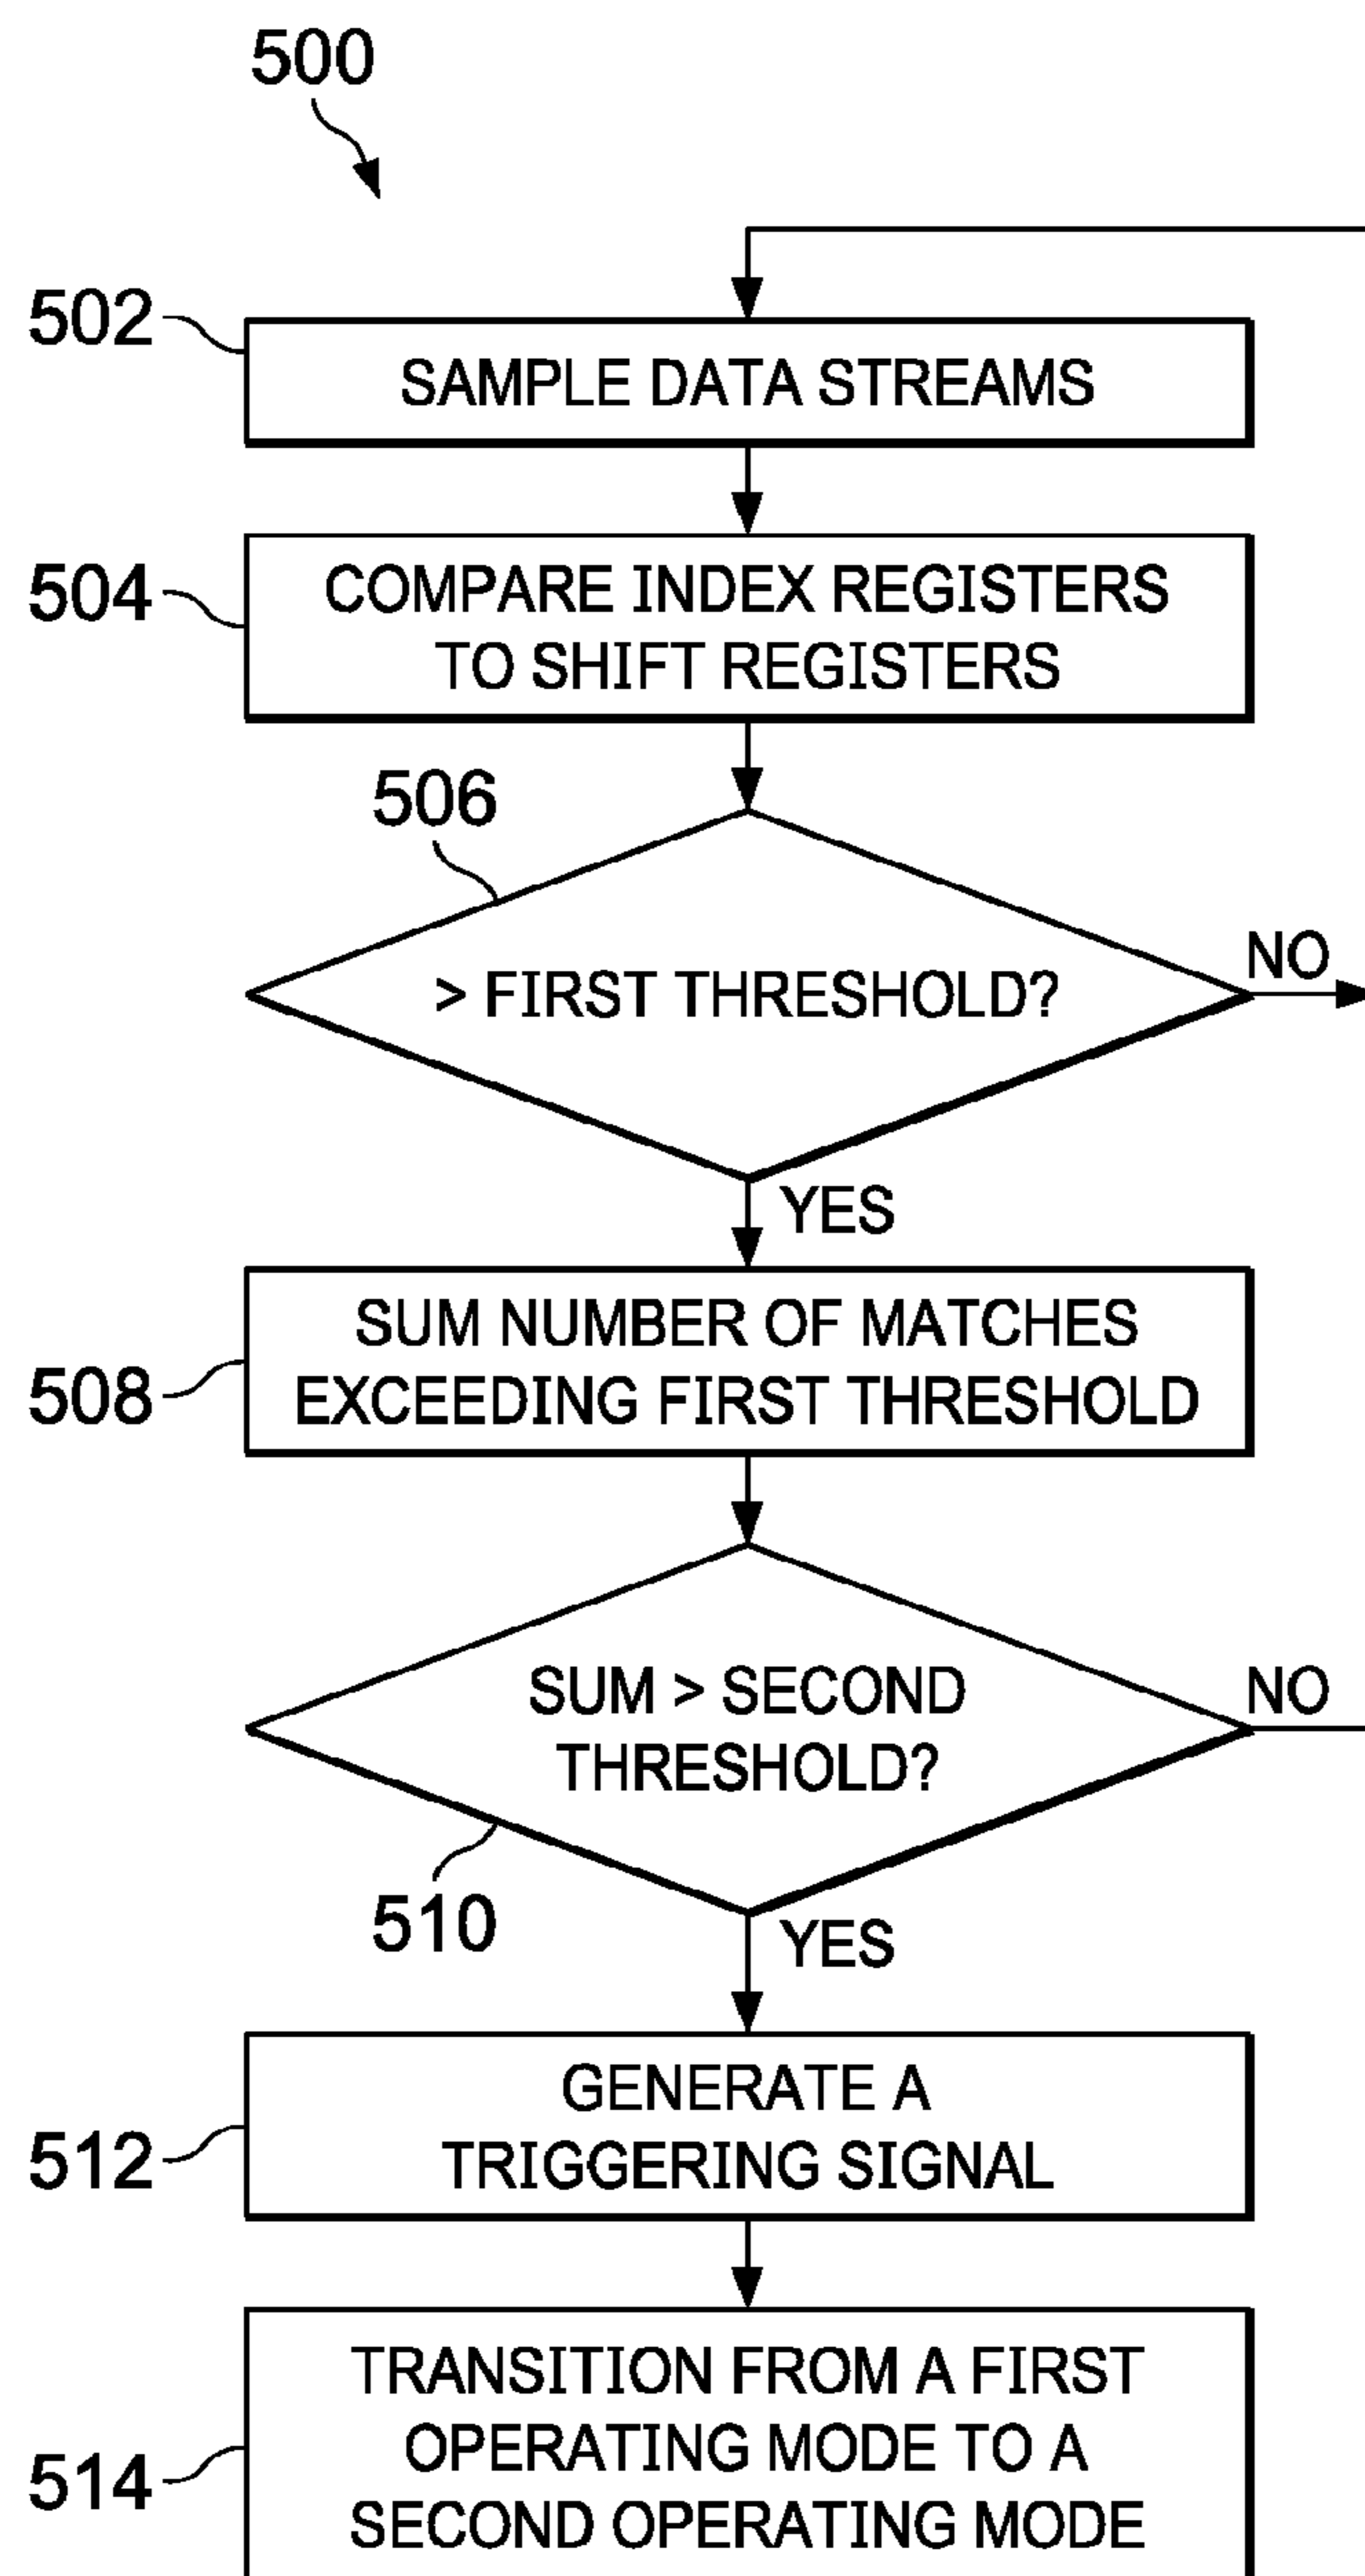 500
502
SAMPLE DATA STREAMS
504
COMPARE INDEX REGISTERS
TO SHIFT REGISTERS
506
> FIRST THRESHOLD?
NO
YES
508
SUM NUMBER OF MATCHES
EXCEEDING FIRST THRESHOLD
SUM > SECOND
THRESHOLD?
NO
510
YES
512
GENERATE A
TRIGGERING SIGNAL
514
TRANSITION FROM A FIRST
OPERATING MODE TO A
SECOND OPERATING MODE